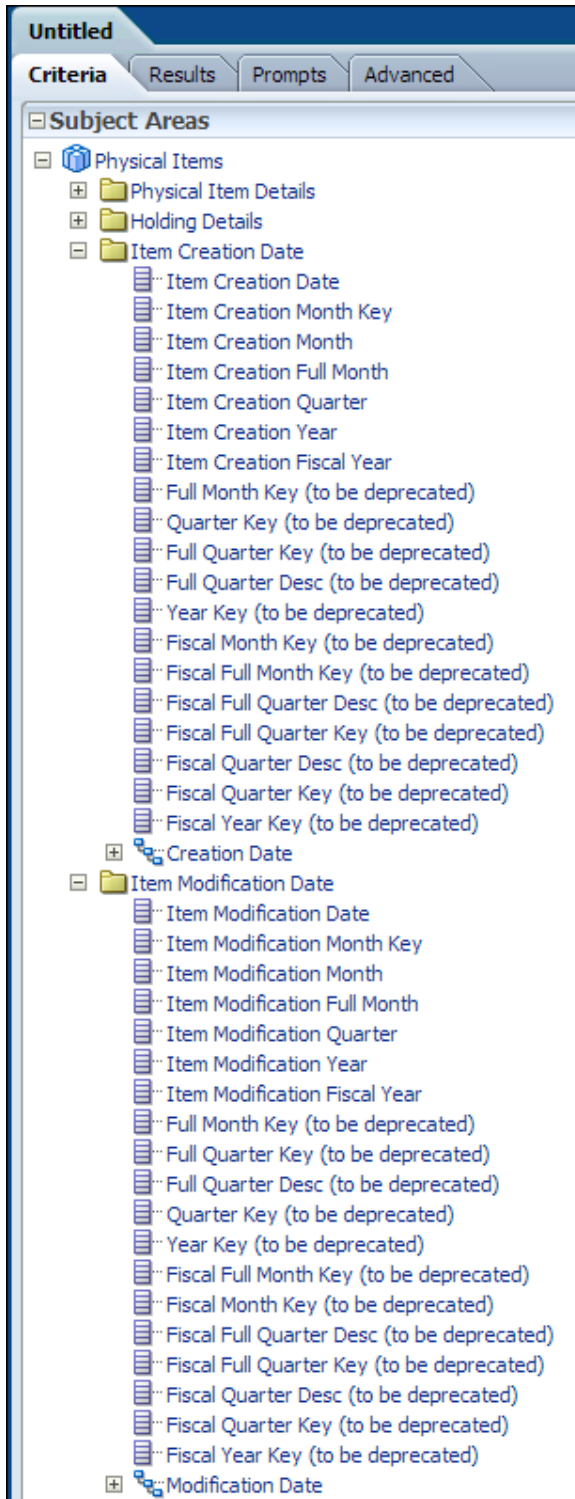 Untitled
Criteria Results Prompts Advanced
Subject Areas
Physical Items
Physical Item Details
Holding Details
Item Creation Date
Item Creation Date
Item Creation Month Key
Item Creation Month
Item Creation Full Month
Item Creation Quarter
Item Creation Year
Item Creation Fiscal Year
Full Month Key (to be deprecated)
Quarter Key (to be deprecated)
Full Quarter Key (to be deprecated)
Full Quarter Desc (to be deprecated)
Year Key (to be deprecated)
Fiscal Month Key (to be deprecated)
Fiscal Full Month Key (to be deprecated)
Fiscal Full Quarter Desc (to be deprecated)
Fiscal Full Quarter Key (to be deprecated)
Fiscal Quarter Desc (to be deprecated)
Fiscal Quarter Key (to be deprecated)
Fiscal Year Key (to be deprecated)
Creation Date
Item Modification Date
Item Modification Date
Item Modification Month Key
Item Modification Month
Item Modification Full Month
Item Modification Quarter
Item Modification Year
Item Modification Fiscal Year
Full Month Key (to be deprecated)
Full Quarter Key (to be deprecated)
Full Quarter Desc (to be deprecated)
Quarter Key (to be deprecated)
Year Key (to be deprecated)
Fiscal Full Month Key (to be deprecated)
Fiscal Month Key (to be deprecated)
Fiscal Full Quarter Desc (to be deprecated)
Fiscal Full Quarter Key (to be deprecated)
Fiscal Quarter Desc (to be deprecated)
Fiscal Quarter Key (to be deprecated)
Fiscal Year Key (to be deprecated)
Modification Date